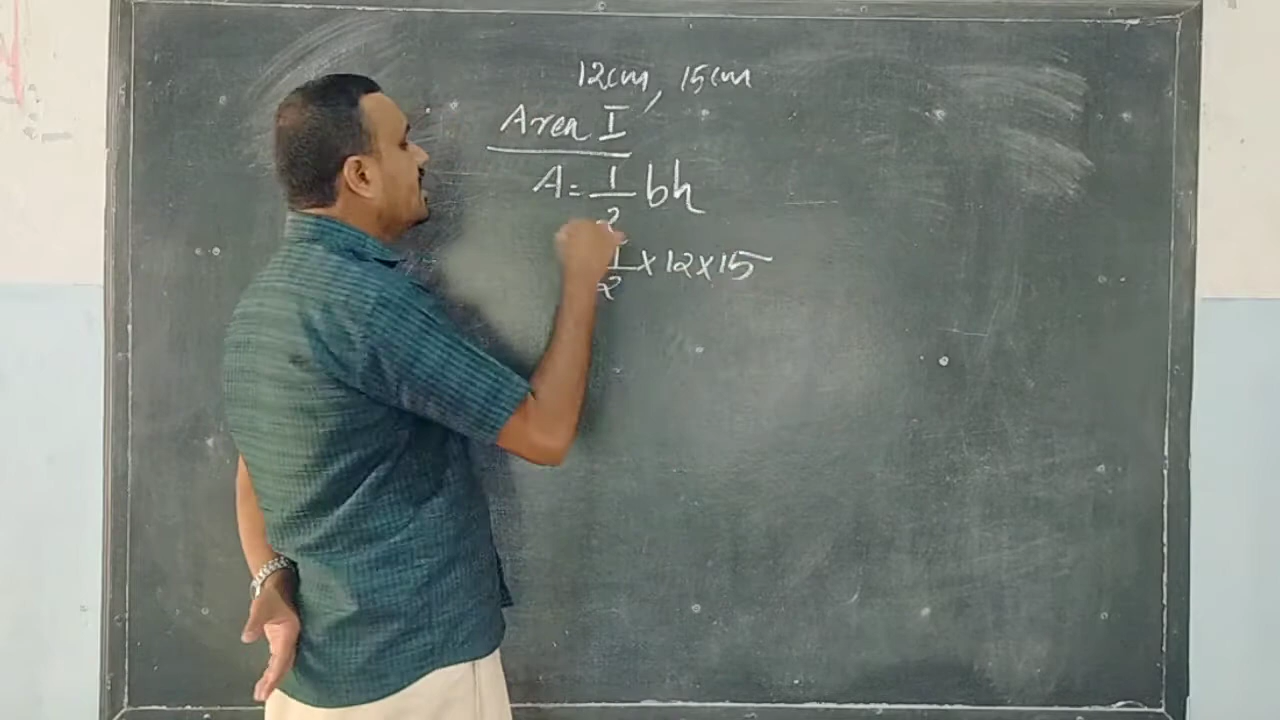 12cm, 15cm
Area I
A = 1/2 bh
1/2 × 12 × 15